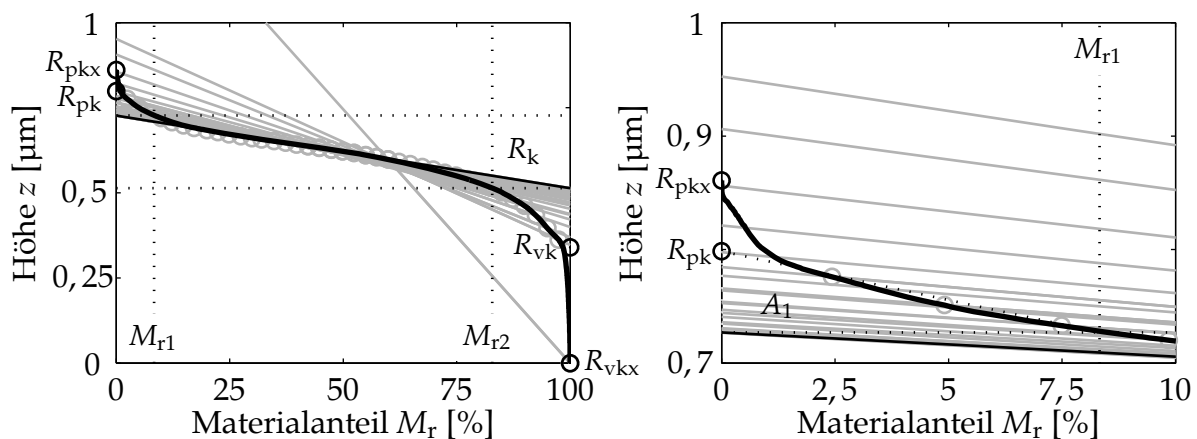 1
R_pkx
R_pk
R_k
0,5
R_vk
0,25
M_r1
M_r2
R_vkx
0
0
25
50
75
100
Höhe z [µm]
Materialanteil M_r [%]
1
M_r1
0,9
R_pkx
R_pk
0,8
A_1
0,7
0
2,5
5
7,5
10
Höhe z [µm]
Materialanteil M_r [%]